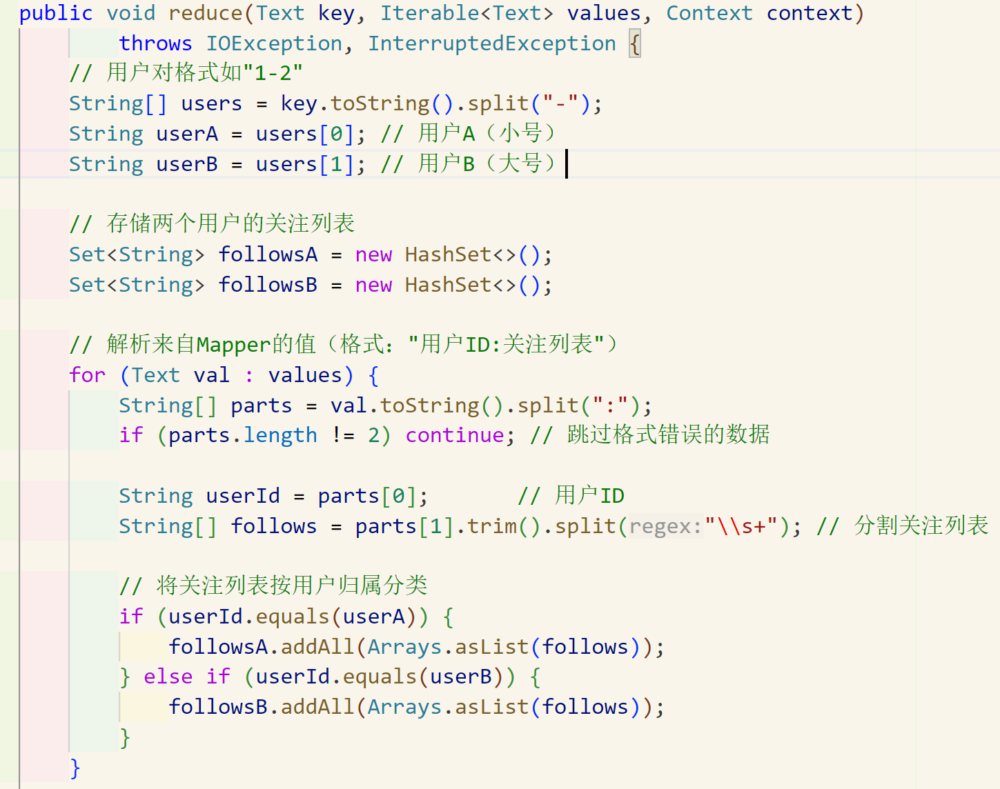 public void reduce(Text key, Iterable<Text> values, Context context)
throws IOException, InterruptedException {
// 用户对格式如"1-2"
String[] users = key.toString().split("-");
String userA = users[0]; // 用户A（小号）
String userB = users[1]; // 用户B（大号）
// 存储两个用户的关注列表
Set<String> followsA = new HashSet<>();
Set<String> followsB = new HashSet<>();
// 解析来自Mapper的值（格式："用户ID:关注列表"）
for (Text val : values) {
String[] parts = val.toString().split(":");
if (parts.length != 2) continue; // 跳过格式错误的数据
String userId = parts[0]; // 用户ID
String[] follows = parts[1].trim().split(regex:"\\s+"); // 分割关注列表
// 将关注列表按用户归属分类
if (userId.equals(userA)) {
followsA.addAll(Arrays.asList(follows));
} else if (userId.equals(userB)) {
followsB.addAll(Arrays.asList(follows));
}
}